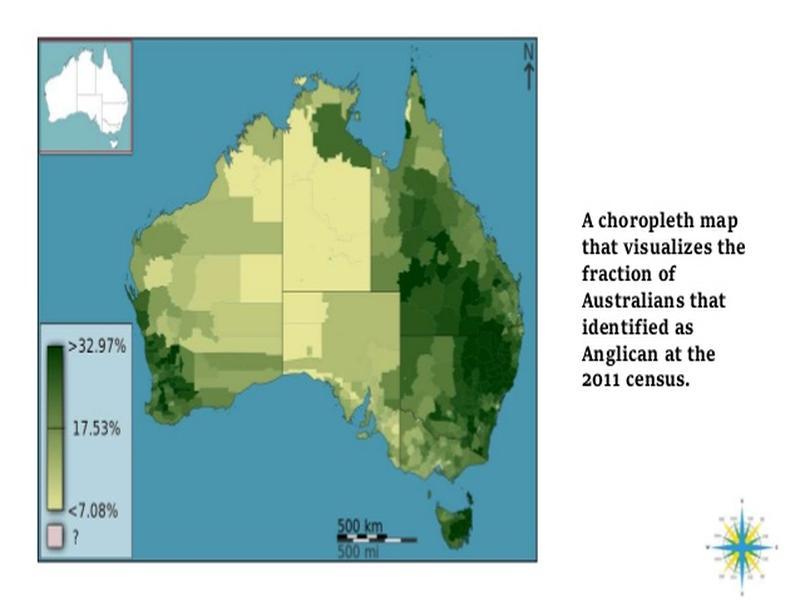 N
>32.97%
17.53%
<7.08%
?
500 km
500 mi
A choropleth map
that visualizes the
fraction of
Australians that
identified as
Anglican at the
2011 census.